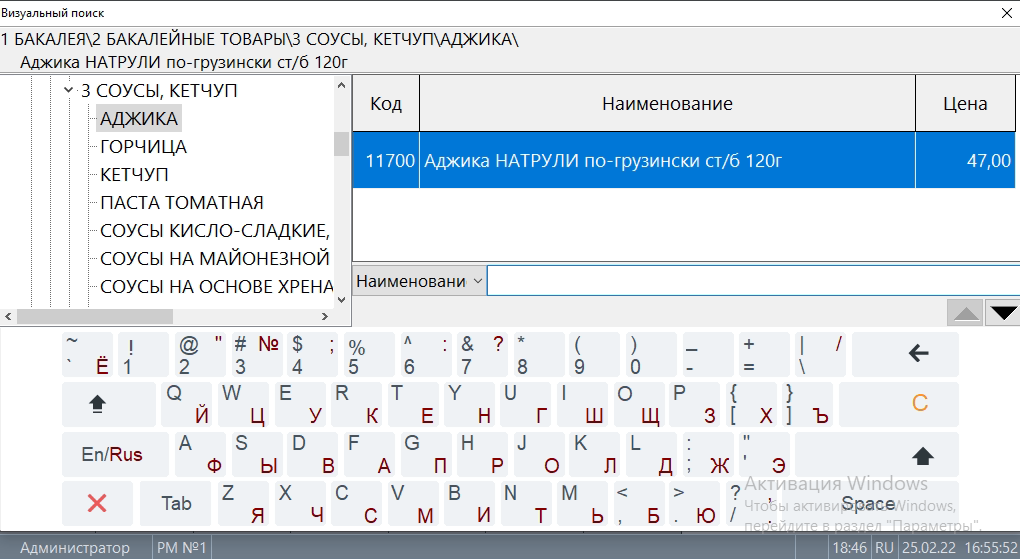 Визуальный поиск
1 БАКАЛЕЯ\2 БАКАЛЕЙНЫЕ ТОВАРЫ\3 СОУСЫ, КЕТЧУП\АДЖИКА\
Аджика НАТРУЛИ по-грузински ст/б 120г
3 СОУСЫ, КЕТЧУП
АДЖИКА
ГОРЧИЦА
КЕТЧУП
ПАСТА ТОМАТНАЯ
СОУСЫ КИСЛО-СЛАДКИЕ,
СОУСЫ НА МАЙОНЕЗНОЙ
СОУСЫ НА ОСНОВЕ ХРЕНА
Код Наименование Цена
11700 Аджика НАТРУЛИ по-грузински ст/б 120г 47,00
Наименовани
~ ` Ё ! 1 @ " 2 # № 3 $ ; 4 % 5 ^ : 6 & ? 7 * 8 ( 9 ) 0 _ - + = | / \
Q Й W Ц E У R К T Е Y Н U Г I Ш O Щ P З { [ Х } ] Ъ C
En/Rus A Ф S Ы D В F А G П H Р J О K Л L Д : ; Ж " ' Э
Tab Z Я X Ч C С V М B И N Т M Ь < , Б > . Ю ? / , Space
Активация Windows
Чтобы активировать Windows,
перейдите в раздел "Параметры".
Администратор РМ №1 18:46 RU 25.02.22 16:55:52